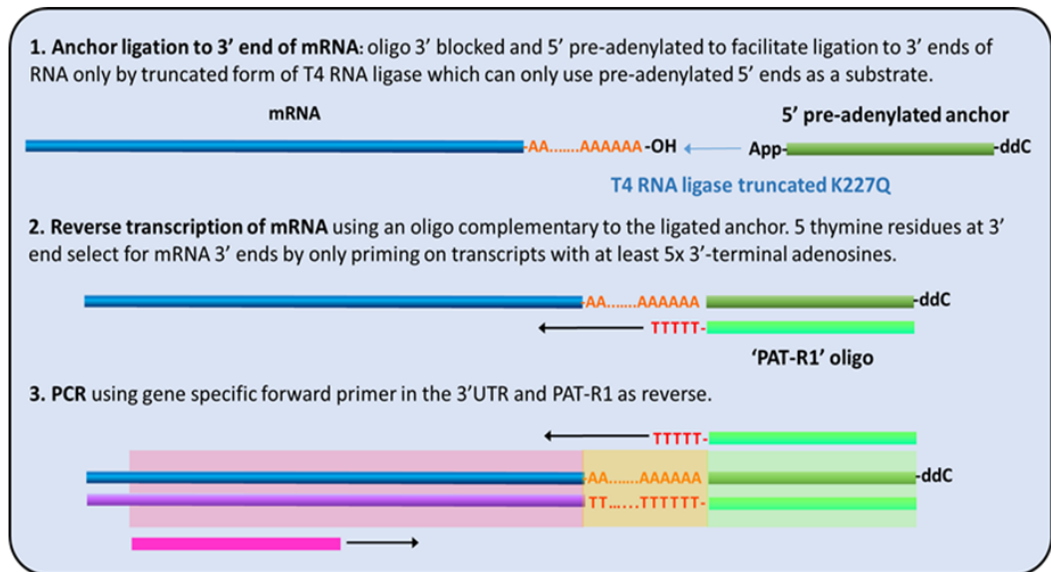 1. Anchor ligation to 3' end of mRNA: oligo 3' blocked and 5' pre-adenylated to facilitate ligation to 3' ends of
RNA only by truncated form of T4 RNA ligase which can only use pre-adenylated 5' ends as a substrate.
mRNA
5' pre-adenylated anchor
-AA.......AAAAAA-OH
App-
-ddC
T4 RNA ligase truncated K227Q
2. Reverse transcription of mRNA using an oligo complementary to the ligated anchor. 5 thymine residues at 3'
end select for mRNA 3' ends by only priming on transcripts with at least 5x 3'-terminal adenosines.
-AA.......AAAAAA
-ddC
TTTTT-
'PAT-R1' oligo
3. PCR using gene specific forward primer in the 3'UTR and PAT-R1 as reverse.
TTTTT-
AA.......AAAAAA
-ddC
TT......TTTTTT-